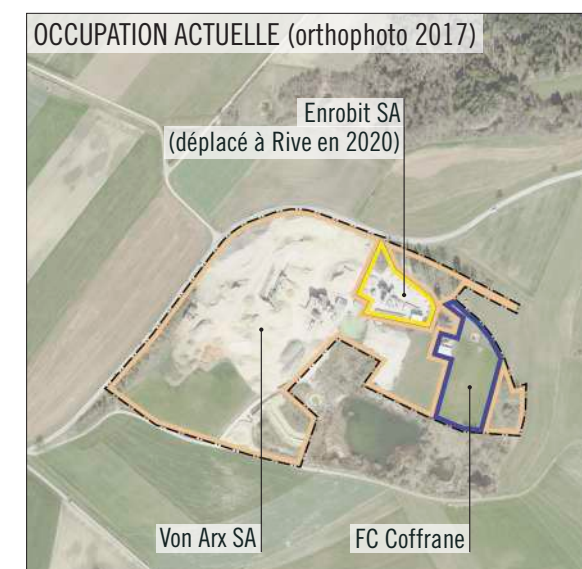 OCCUPATION ACTUELLE (orthophoto 2017)
Enrobit SA
(déplacé à Rive en 2020)
Von Arx SA
FC Coffrane